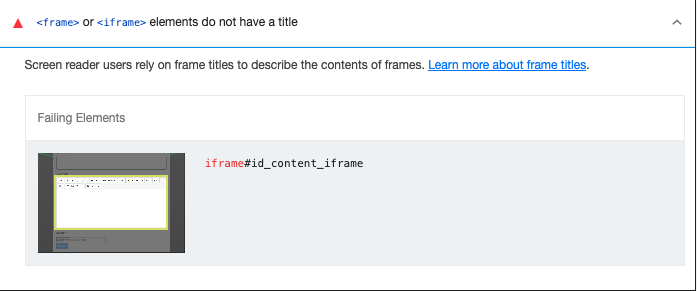 <frame> or <iframe> elements do not have a title
Screen reader users rely on frame titles to describe the contents of frames. Learn more about frame titles.
Failing Elements
iframe#id_content_iframe